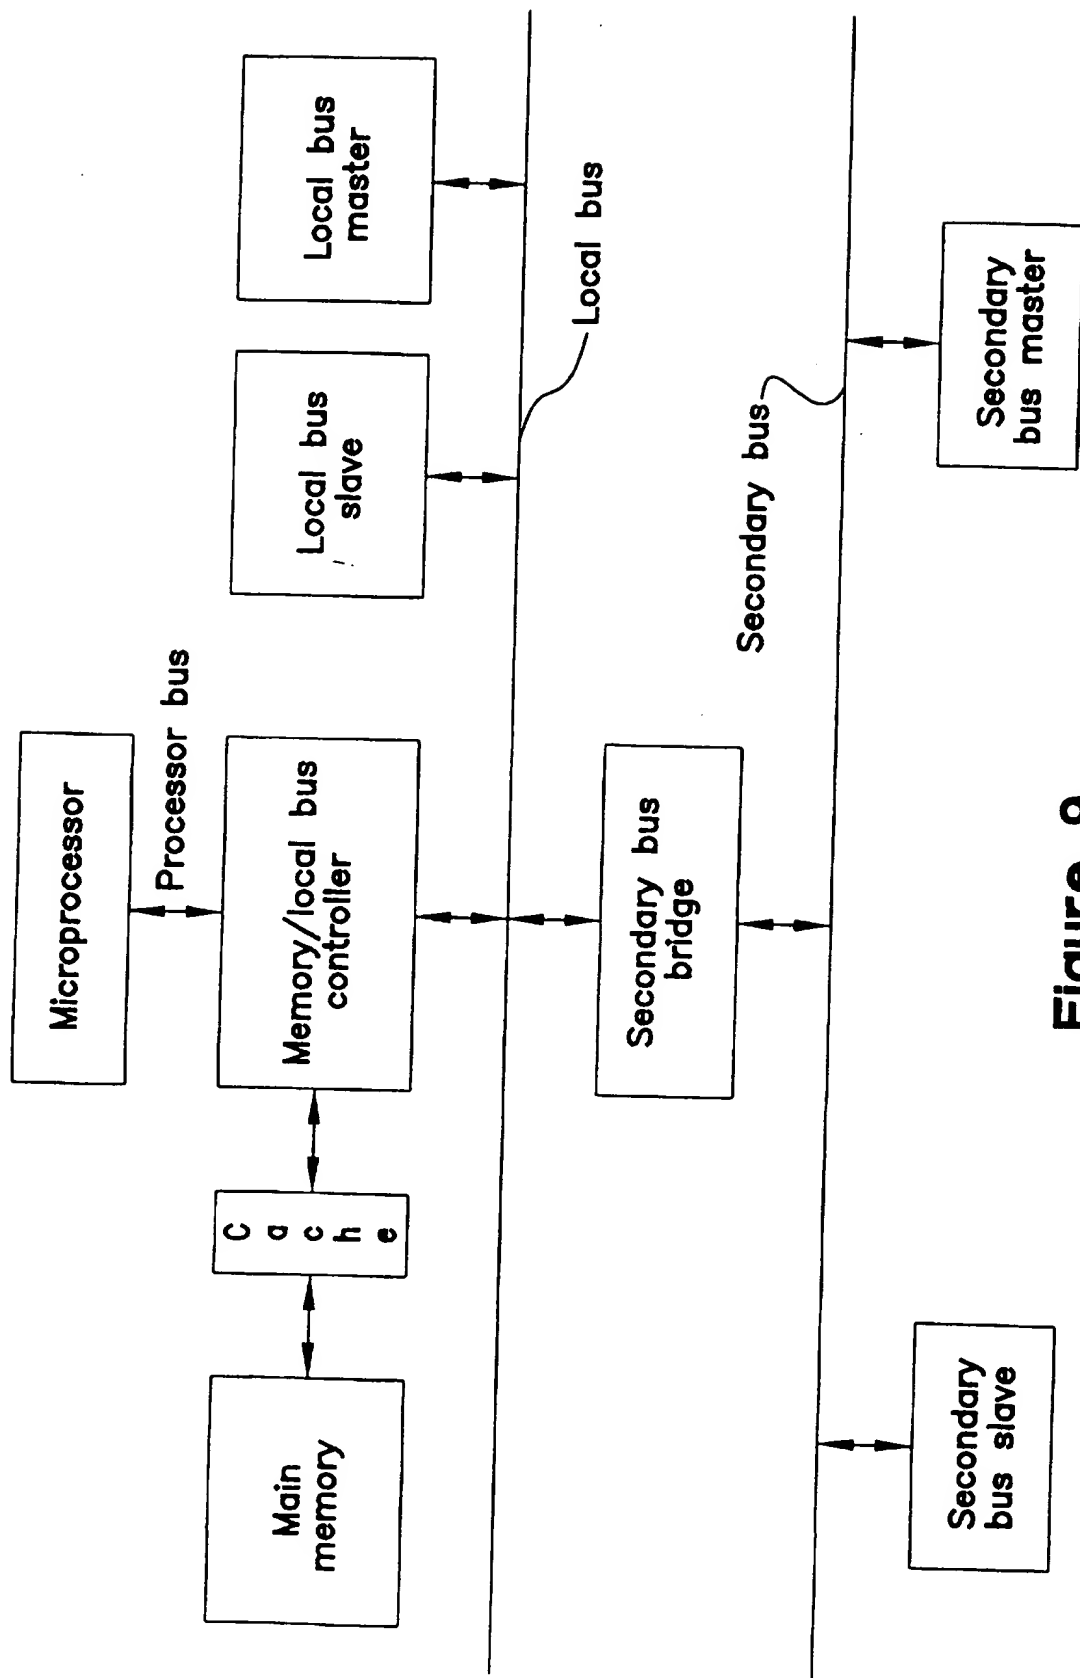 Microprocessor
Processor bus
Main
memory
C
a
c
h
e
Memory/local bus
controller
Local bus
slave
Local bus
master
Local bus
Secondary bus
bridge
Secondary bus
Secondary
bus slave
Secondary
bus master
Figure